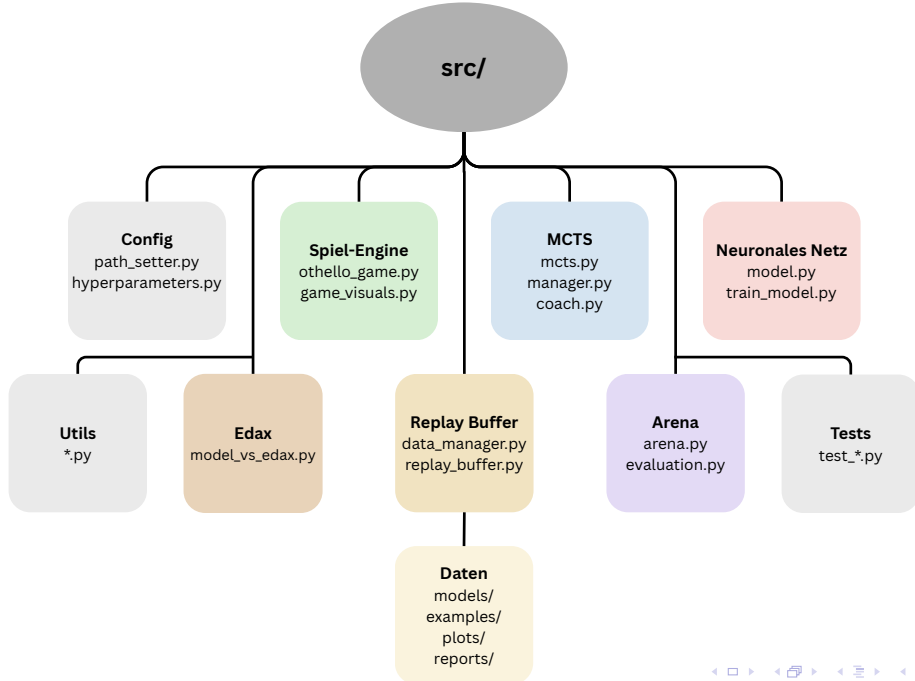 src/
Config
path_setter.py
hyperparameters.py
Spiel-Engine
othello_game.py
game_visuals.py
MCTS
mcts.py
manager.py
coach.py
Neuronales Netz
model.py
train_model.py
Utils
*.py
Edax
model_vs_edax.py
Replay Buffer
data_manager.py
replay_buffer.py
Arena
arena.py
evaluation.py
Tests
test_*.py
Daten
models/
examples/
plots/
reports/